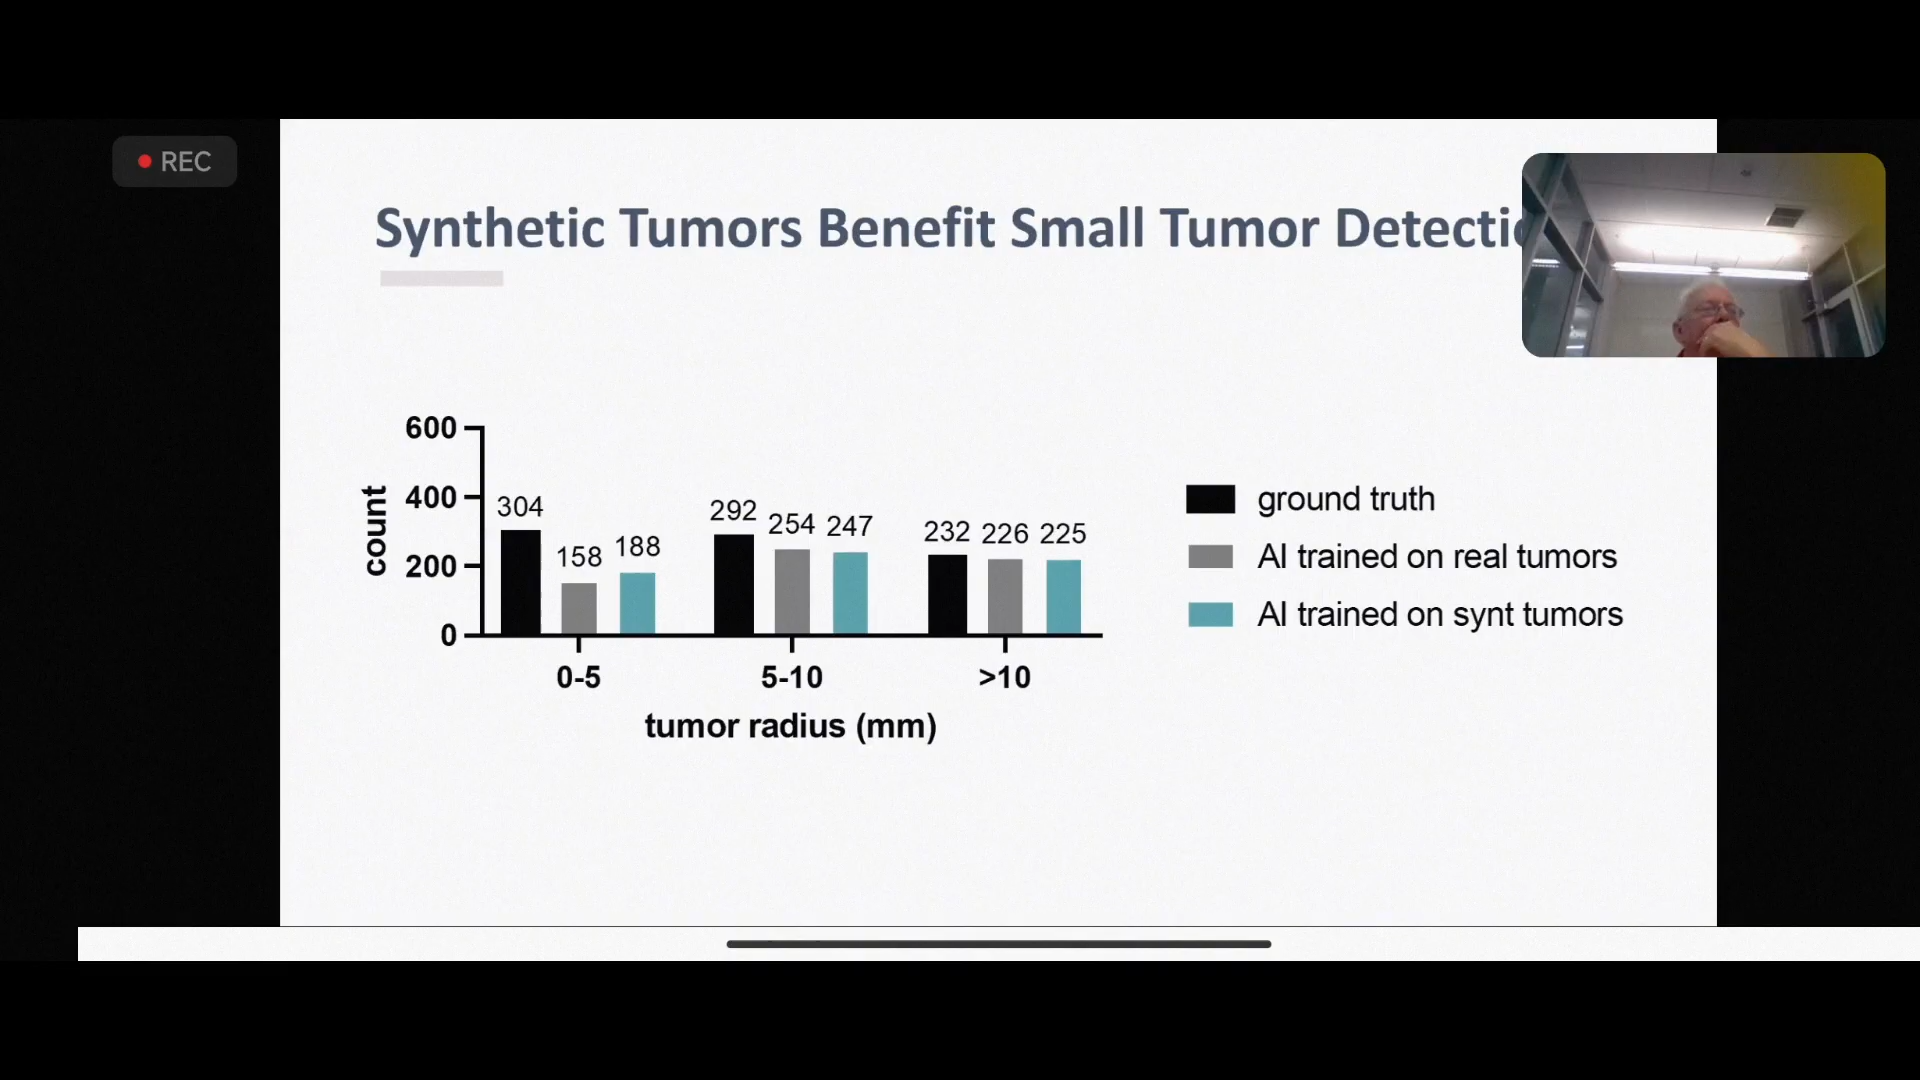 REC
Synthetic Tumors Benefit Small Tumor Detectio
600
400
200
0
count
304
158
188
292
254
247
232
226
225
0-5
5-10
>10
tumor radius (mm)
ground truth
AI trained on real tumors
AI trained on synt tumors